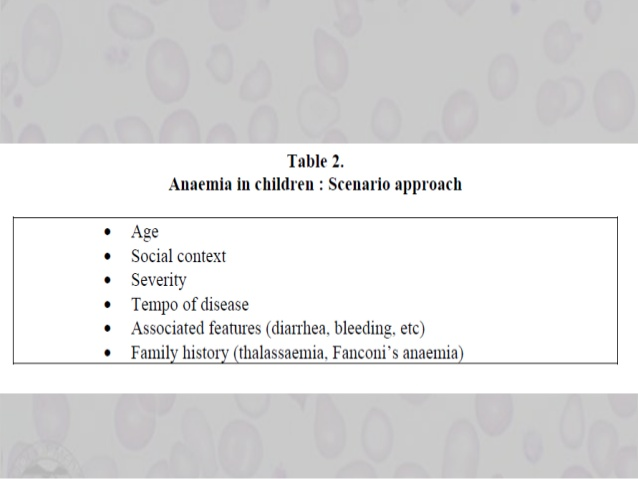 Table 2.
Anaemia in children : Scenario approach
• Age
• Social context
• Severity
• Tempo of disease
• Associated features (diarrhea, bleeding, etc)
• Family history (thalassaemia, Fanconi's anaemia)